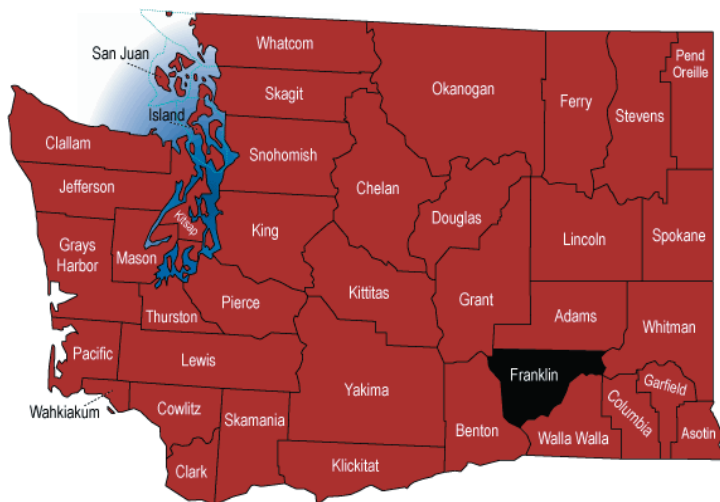 Whatcom
San Juan
Pend
Oreille
Okanogan
Skagit
Ferry
Stevens
Island
Clallam
Snohomish
Chelan
Jefferson
Douglas
Kitsap
King
Lincoln
Spokane
Grays
Harbor
Mason
Kittitas
Grant
Pierce
Thurston
Adams
Whitman
Pacific
Lewis
Franklin
Yakima
Garfield
Wahkiakum
Cowlitz
Skamania
Columbia
Benton
Walla Walla
Asotin
Klickitat
Clark